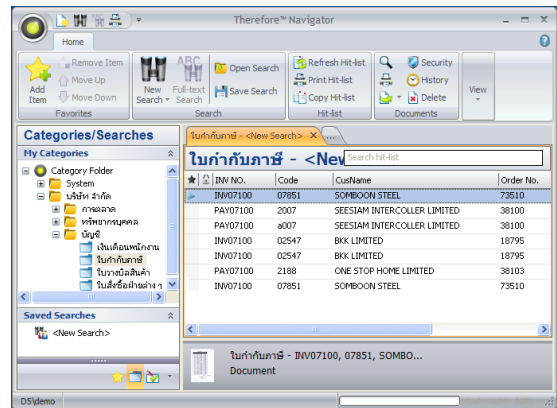 Therefore™ Navigator
Home
Add Item
Remove Item
Move Up
Move Down
Favorites
New Search
ABC
Full-text Search
Open Search
Save Search
Search
Refresh Hit-list
Print Hit-list
Copy Hit-list
Hit-list
Security
History
Delete
Documents
View
Categories/Searches
My Categories
Category Folder
System
บริษัท จำกัด
การตลาด
ทรัพยากรบุคคล
บัญชี
เงินเดือนพนักงาน
ใบกำกับภาษี
ใบวางบิลสินค้า
ใบสั่งซื้อฝ่ายต่าง ๆ
Saved Searches
<New Search>
D5\demo
ใบกำกับภาษี - <New Search> ...
ใบกำกับภาษี - <Nev Search hit-list
INV NO. Code CusName Order No.
INV07100 07851 SOMBOON STEEL 73510
PAY07100 2007 SEESIAM INTERCOLLER LIMITED 38100
PAY07100 a007 SEESIAM INTERCOLLER LIMITED 38100
INV07100 02547 BKK LIMITED 18795
INV07100 02547 BKK LIMITED 18795
PAY07100 2188 ONE STOP HOME LIMITED 38103
INV07100 07851 SOMBOON STEEL 73510
ใบกำกับภาษี - INV07100, 07851, SOMBO...
Document